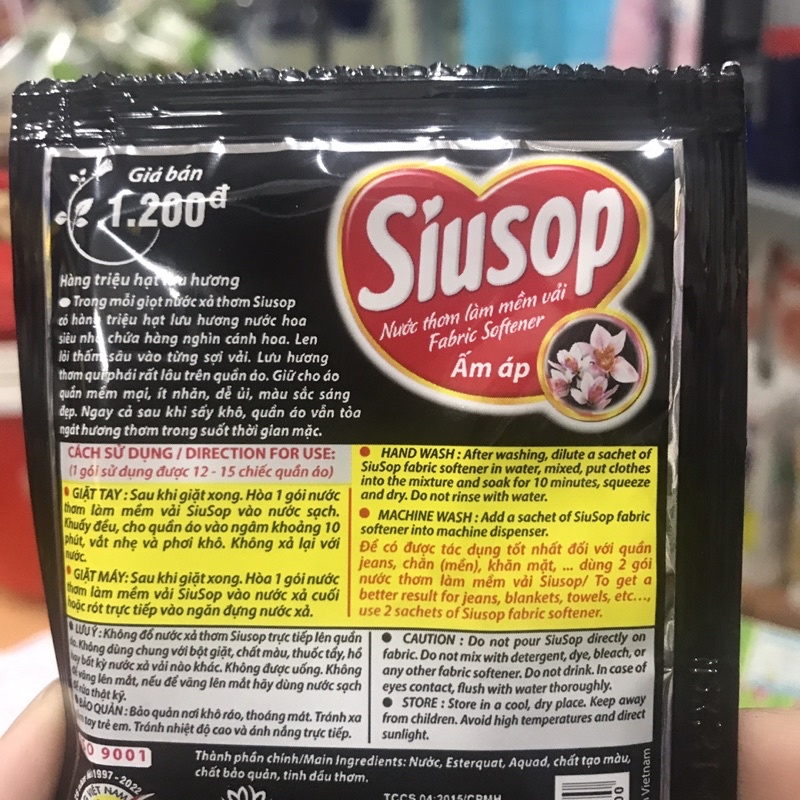 Giá bán
1.200đ
Siusop
Nước thơm làm mềm vải
Fabric Softener
Ấm áp
Hàng triệu hạt lưu hương
● Trong mỗi giọt nước xả thơm Siusop
có hàng triệu hạt lưu hương nước hoa
siêu nhỏ chứa hàng nghìn cánh hoa. Len
lỏi thấm sâu vào từng sợi vải. Lưu hương
thơm quí phái rất lâu trên quần áo. Giữ cho áo
quần mềm mại, ít nhăn, dễ ủi, màu sắc sáng
đẹp. Ngay cả sau khi sấy khô, quần áo vẫn tỏa
ngát hương thơm trong suốt thời gian mặc.
CÁCH SỬ DỤNG / DIRECTION FOR USE:
(1 gói sử dụng được 12 - 15 chiếc quần áo)
● GIẶT TAY : Sau khi giặt xong. Hòa 1 gói nước
thơm làm mềm vải SiuSop vào nước sạch.
Khuấy đều, cho quần áo vào ngâm khoảng 10
phút, vắt nhẹ và phơi khô. Không xả lại với
nước.
● GIẶT MÁY: Sau khi giặt xong. Hòa 1 gói nước
thơm làm mềm vải SiuSop vào nước xả cuối
hoặc rót trực tiếp vào ngăn đựng nước xả.
● HAND WASH : After washing, dilute a sachet of
SiuSop fabric softener in water, mixed, put clothes
into the mixture and soak for 10 minutes, squeeze
and dry. Do not rinse with water.
● MACHINE WASH : Add a sachet of SiuSop fabric
softener into machine dispenser.
Để có được tác dụng tốt nhất đối với quần
jeans, chăn (mền), khăn mặt, ... dùng 2 gói
nước thơm làm mềm vải Siusop/ To get a
better result for jeans, blankets, towels, etc...,
use 2 sachets of Siusop fabric softener.
● LƯU Ý : Không đổ nước xả thơm Siusop trực tiếp lên quần
áo. Không dùng chung với bột giặt, chất màu, thuốc tẩy, hồ
hay bất kỳ nước xả vải nào khác. Không được uống. Không
để văng lên mắt, nếu để văng lên mắt hãy dùng nước sạch
để rửa thật kỹ.
● BẢO QUẢN : Bảo quản nơi khô ráo, thoáng mát. Tránh xa
tầm tay trẻ em. Tránh nhiệt độ cao và ánh nắng trực tiếp.
● CAUTION : Do not pour SiuSop directly on
fabric. Do not mix with detergent, dye, bleach, or
any other fabric softener. Do not drink. In case of
eyes contact, flush with water thoroughly.
● STORE : Store in a cool, dry place. Keep away
from children. Avoid high temperatures and direct
sunlight.
ISO 9001
1997-2022
VIỆT NAM
Thành phần chính/Main Ingredients: Nước, Esterquat, Aquad, chất tạo màu,
chất bảo quản, tinh dầu thơm.
TCCS 04:2015/CPMH
Vietnam